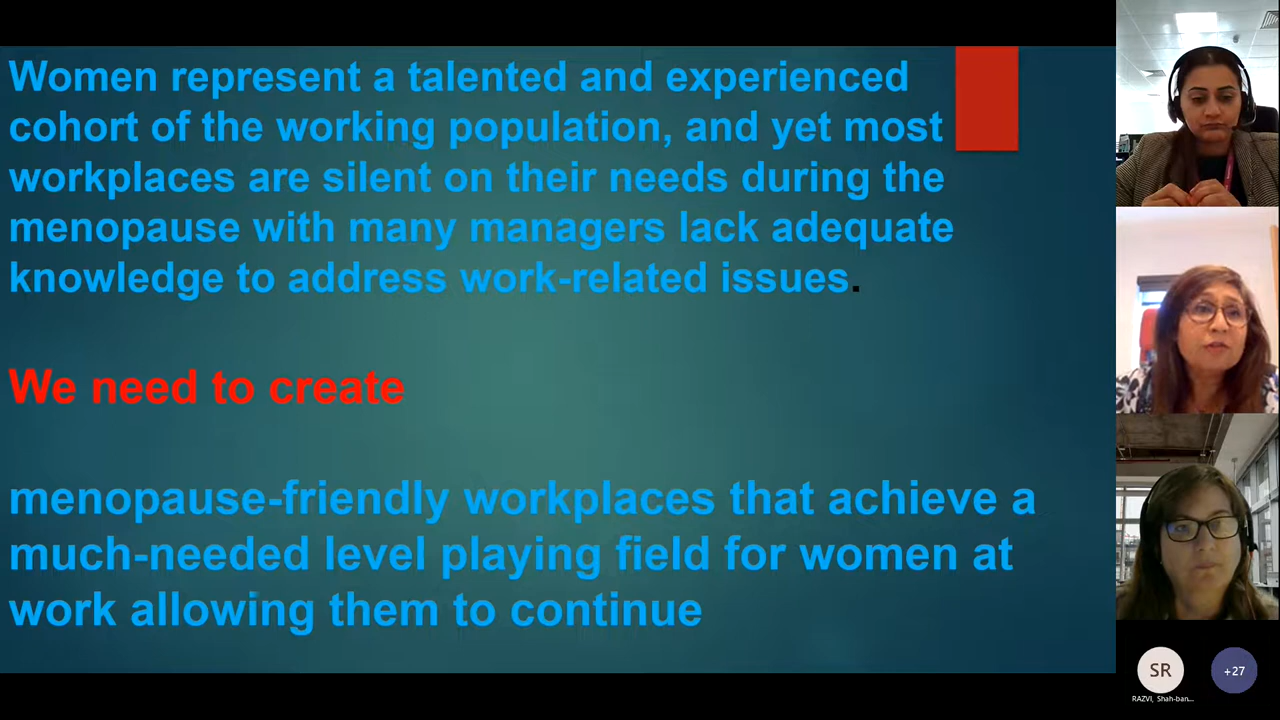 Women represent a talented and experienced
cohort of the working population, and yet most
workplaces are silent on their needs during the
menopause with many managers lack adequate
knowledge to address work-related issues.
We need to create
menopause-friendly workplaces that achieve a
much-needed level playing field for women at
work allowing them to continue
SR
+27
RAZVI, Shah-ban...